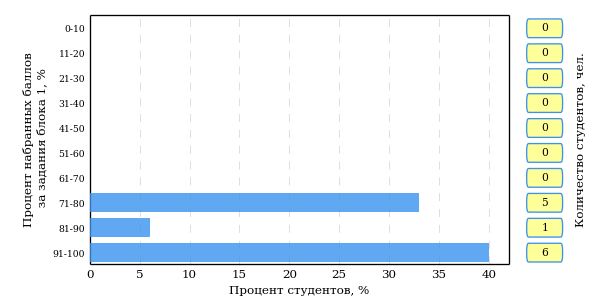 Процент набранных баллов
за задания блока 1, %
0-10 0
11-20 0
21-30 0
31-40 0
41-50 0
51-60 0
61-70 0
71-80 5
81-90 1
91-100 6
0 5 10 15 20 25 30 35 40
Процент студентов, %
Количество студентов, чел.